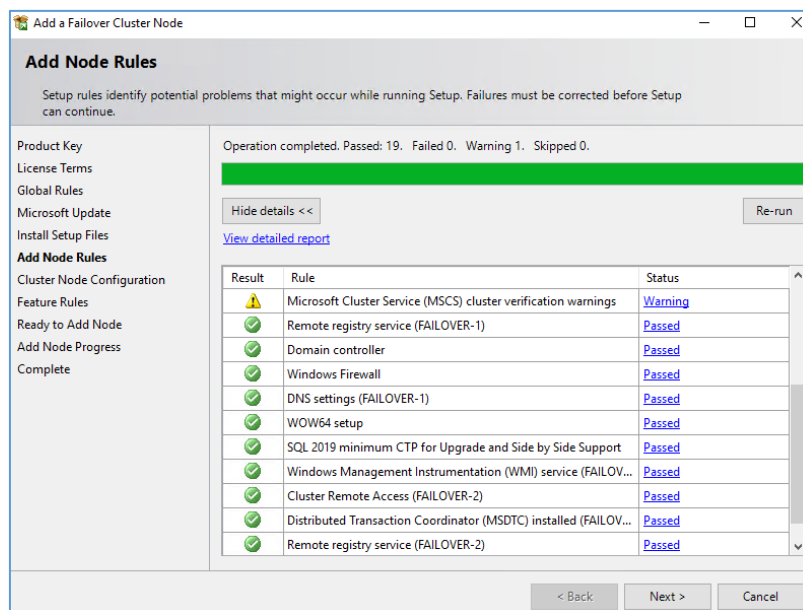 Add a Failover Cluster Node
Add Node Rules
Setup rules identify potential problems that might occur while running Setup. Failures must be corrected before Setup
can continue.
Product Key
License Terms
Global Rules
Microsoft Update
Install Setup Files
Add Node Rules
Cluster Node Configuration
Feature Rules
Ready to Add Node
Add Node Progress
Complete
Operation completed. Passed: 19. Failed 0. Warning 1. Skipped 0.
Hide details <<
Re-run
View detailed report
Result Rule Status
Microsoft Cluster Service (MSCS) cluster verification warnings Warning
Remote registry service (FAILOVER-1) Passed
Domain controller Passed
Windows Firewall Passed
DNS settings (FAILOVER-1) Passed
WOW64 setup Passed
SQL 2019 minimum CTP for Upgrade and Side by Side Support Passed
Windows Management Instrumentation (WMI) service (FAILOV... Passed
Cluster Remote Access (FAILOVER-2) Passed
Distributed Transaction Coordinator (MSDTC) installed (FAILOV... Passed
Remote registry service (FAILOVER-2) Passed
< Back Next > Cancel